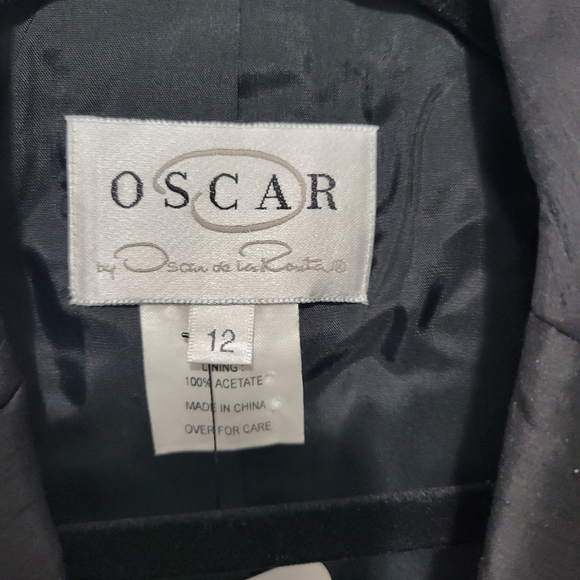 OSCAR
by Oscar de la Renta ®
12
LINING:
100% ACETATE
MADE IN CHINA
OVER FOR CARE